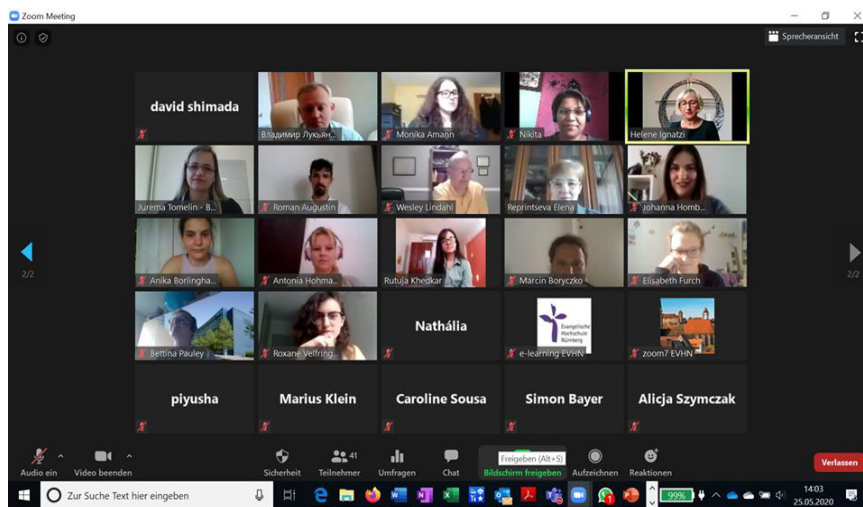 Zoom Meeting
Sprecheransicht
david shimada
Владимир Лукьян...
Monika Amann
Nikita
Helene Ignatzi
Jurema Tomelin - B...
Roman Augustin
Wesley Lindahl
Reprintseva Elena
Johanna Homb...
Anika Borlingha...
Antonia Hohma...
Rutuja Khedkar
Marcin Boryczko
Elisabeth Furch
2/2
2/2
Bettina Pauley
Roxane Velfring
Nathália
Evangelische
Hochschule
Nürnberg
e-learning EVHN
zoom7 EVHN
piyusha
Marius Klein
Caroline Sousa
Simon Bayer
Alicja Szymczak
41
Freigeben (Alt+S)
Audio ein
Video beenden
Sicherheit
Teilnehmer
Umfragen
Chat
Bildschirm freigeben
Aufzeichnen
Reaktionen
Verlassen
Zur Suche Text hier eingeben
99%
14:03
25.05.2020